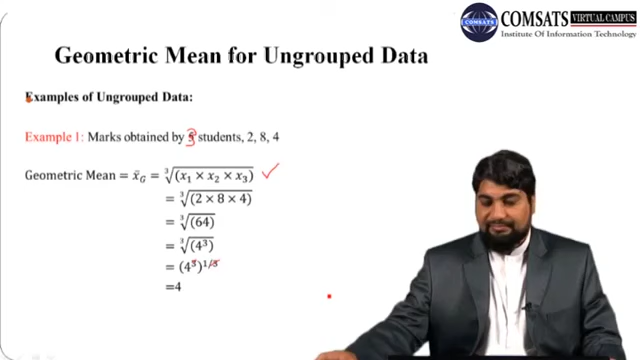 COMSATS VIRTUAL CAMPUS
COMSATS
Institute Of Information Technology
Geometric Mean for Ungrouped Data
Examples of Ungrouped Data:
Example 1: Marks obtained by 3 students, 2, 8, 4
Geometric Mean = x̄_G = ∛(x₁ × x₂ × x₃)
= ∛(2 × 8 × 4)
= ∛(64)
= ∛(4³)
= (4³)^1/3
=4